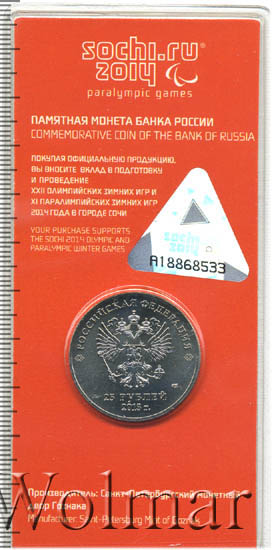 sochi.ru
2014
paralympic games
ПАМЯТНАЯ МОНЕТА БАНКА РОССИИ
COMMEMORATIVE COIN OF THE BANK OF RUSSIA
ПОКУПАЯ ОФИЦИАЛЬНУЮ ПРОДУКЦИЮ,
ВЫ ВНОСИТЕ ВКЛАД В ПОДГОТОВКУ
И ПРОВЕДЕНИЕ
XXII ОЛИМПИЙСКИХ ЗИМНИХ ИГР И
XI ПАРАЛИМПИЙСКИХ ЗИМНИХ ИГР
2014 ГОДА В ГОРОДЕ СОЧИ
YOUR PURCHASE SUPPORTS
THE SOCHI 2014 OLYMPIC AND
PARALYMPIC WINTER GAMES
sochi
2014
A18868533
РОССИЙСКАЯ ФЕДЕРАЦИЯ
25 РУБЛЕЙ
2013 г.
Производитель: Санкт-Петербургский монетный
двор Гознака
Manufacturer: Saint-Petersburg Mint of Goznak
Wolmar